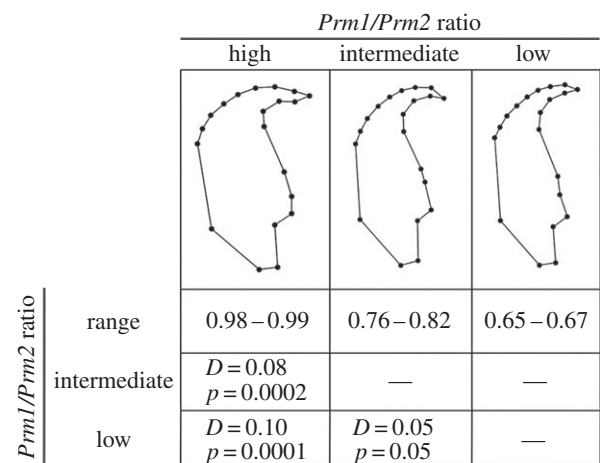 Prm1/Prm2 ratio
high intermediate low
Prm1/Prm2 ratio
range 0.98–0.99 0.76–0.82 0.65–0.67
intermediate D = 0.08 — —
p = 0.0002
low D = 0.10 D = 0.05 —
p = 0.0001 p = 0.05